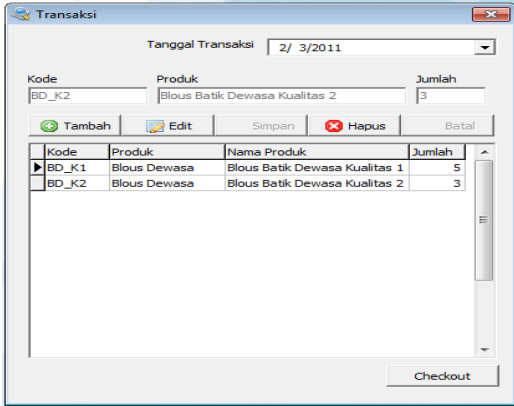 Transaksi
Tanggal Transaksi 2/ 3/2011
Kode Produk Jumlah
BD_K2 Blous Batik Dewasa Kualitas 2 3
Tambah Edit Simpan Hapus Batal
Kode Produk Nama Produk Jumlah
BD_K1 Blous Dewasa Blous Batik Dewasa Kualitas 1 5
BD_K2 Blous Dewasa Blous Batik Dewasa Kualitas 2 3
Checkout